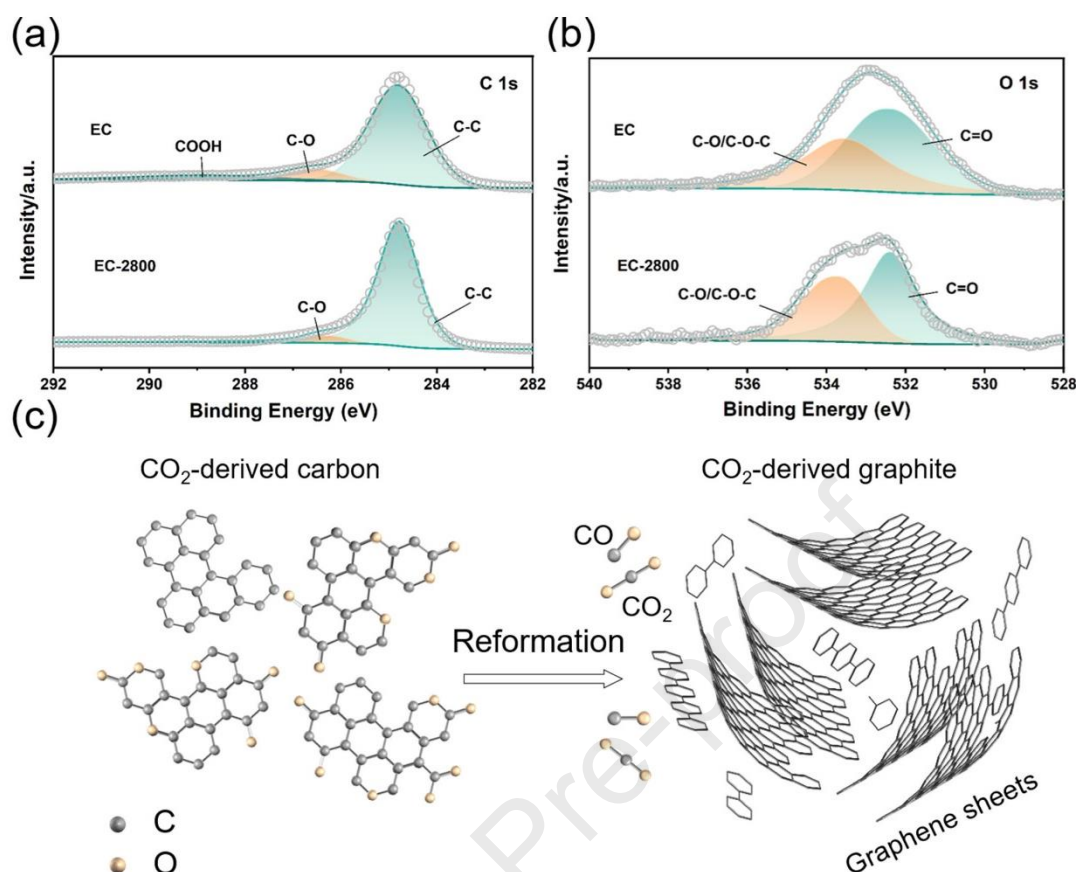 (a)
C 1s
EC
COOH
C-O
C-C
EC-2800
C-O
C-C
Intensity/a.u.
292 290 288 286 284 282
Binding Energy (eV)
(b)
O 1s
EC
C-O/C-O-C
C=O
EC-2800
C-O/C-O-C
C=O
Intensity/a.u.
540 538 536 534 532 530 528
Binding Energy (eV)
(c)
CO₂-derived carbon
CO₂-derived graphite
CO
CO₂
Reformation
Graphene sheets
C
O
Pre-proof